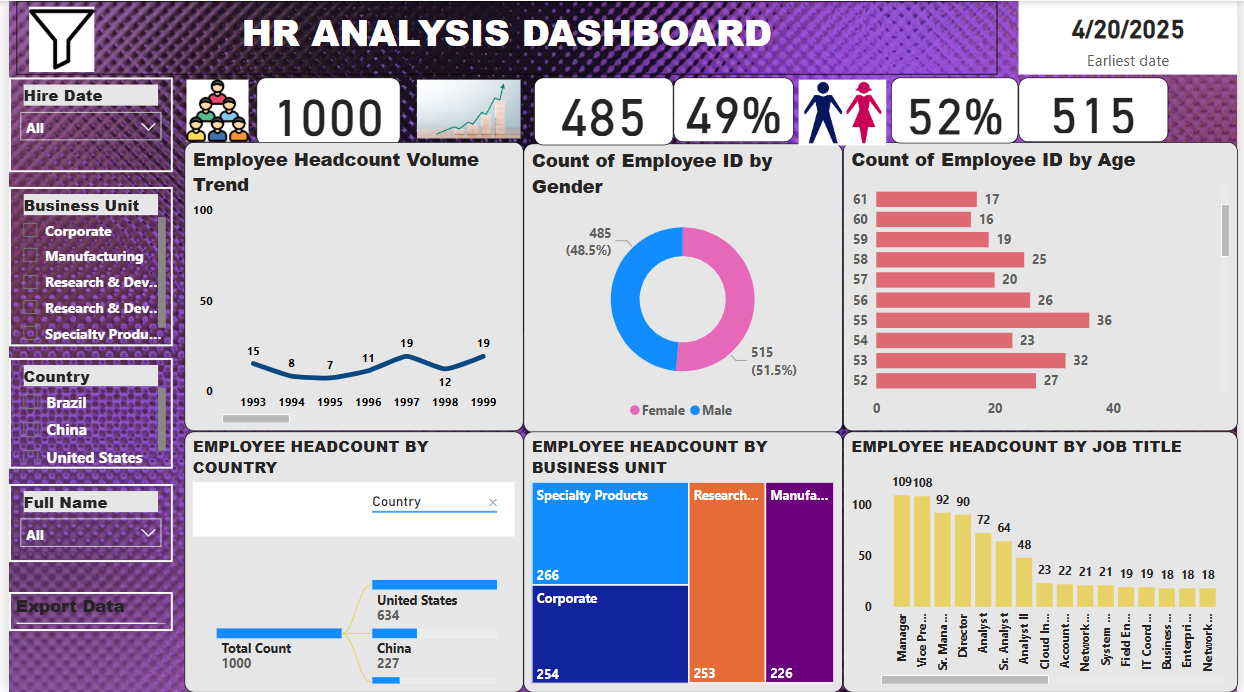 HR ANALYSIS DASHBOARD
4/20/2025
Earliest date
Hire Date
All
Business Unit
Corporate
Manufacturing
Research & Dev...
Research & Dev...
Specialty Produ...
Country
Brazil
China
United States
Full Name
All
Export Data
1000
485
49%
52%
515
Employee Headcount Volume
Trend
100
50
0
15
8
7
11
19
12
19
1993 1994 1995 1996 1997 1998 1999
Count of Employee ID by
Gender
485
(48.5%)
515
(51.5%)
Female Male
Count of Employee ID by Age
61 17
60 16
59 19
58 25
57 20
56 26
55 36
54 23
53 32
52 27
0 20 40
EMPLOYEE HEADCOUNT BY
COUNTRY
Country ×
Total Count
1000
United States
634
China
227
EMPLOYEE HEADCOUNT BY
BUSINESS UNIT
Specialty Products
266
Corporate
254
Research...
253
Manufa...
226
EMPLOYEE HEADCOUNT BY JOB TITLE
100
50
0
109 108 92 90 72 64 48 23 22 21 21 19 19 18 18 18
Manager
Vice Pre...
Sr. Mana...
Director
Analyst
Sr. Analyst
Analyst II
Cloud In...
Account...
Network...
System ...
Field En...
IT Coord...
Business...
Enterpri...
Network...